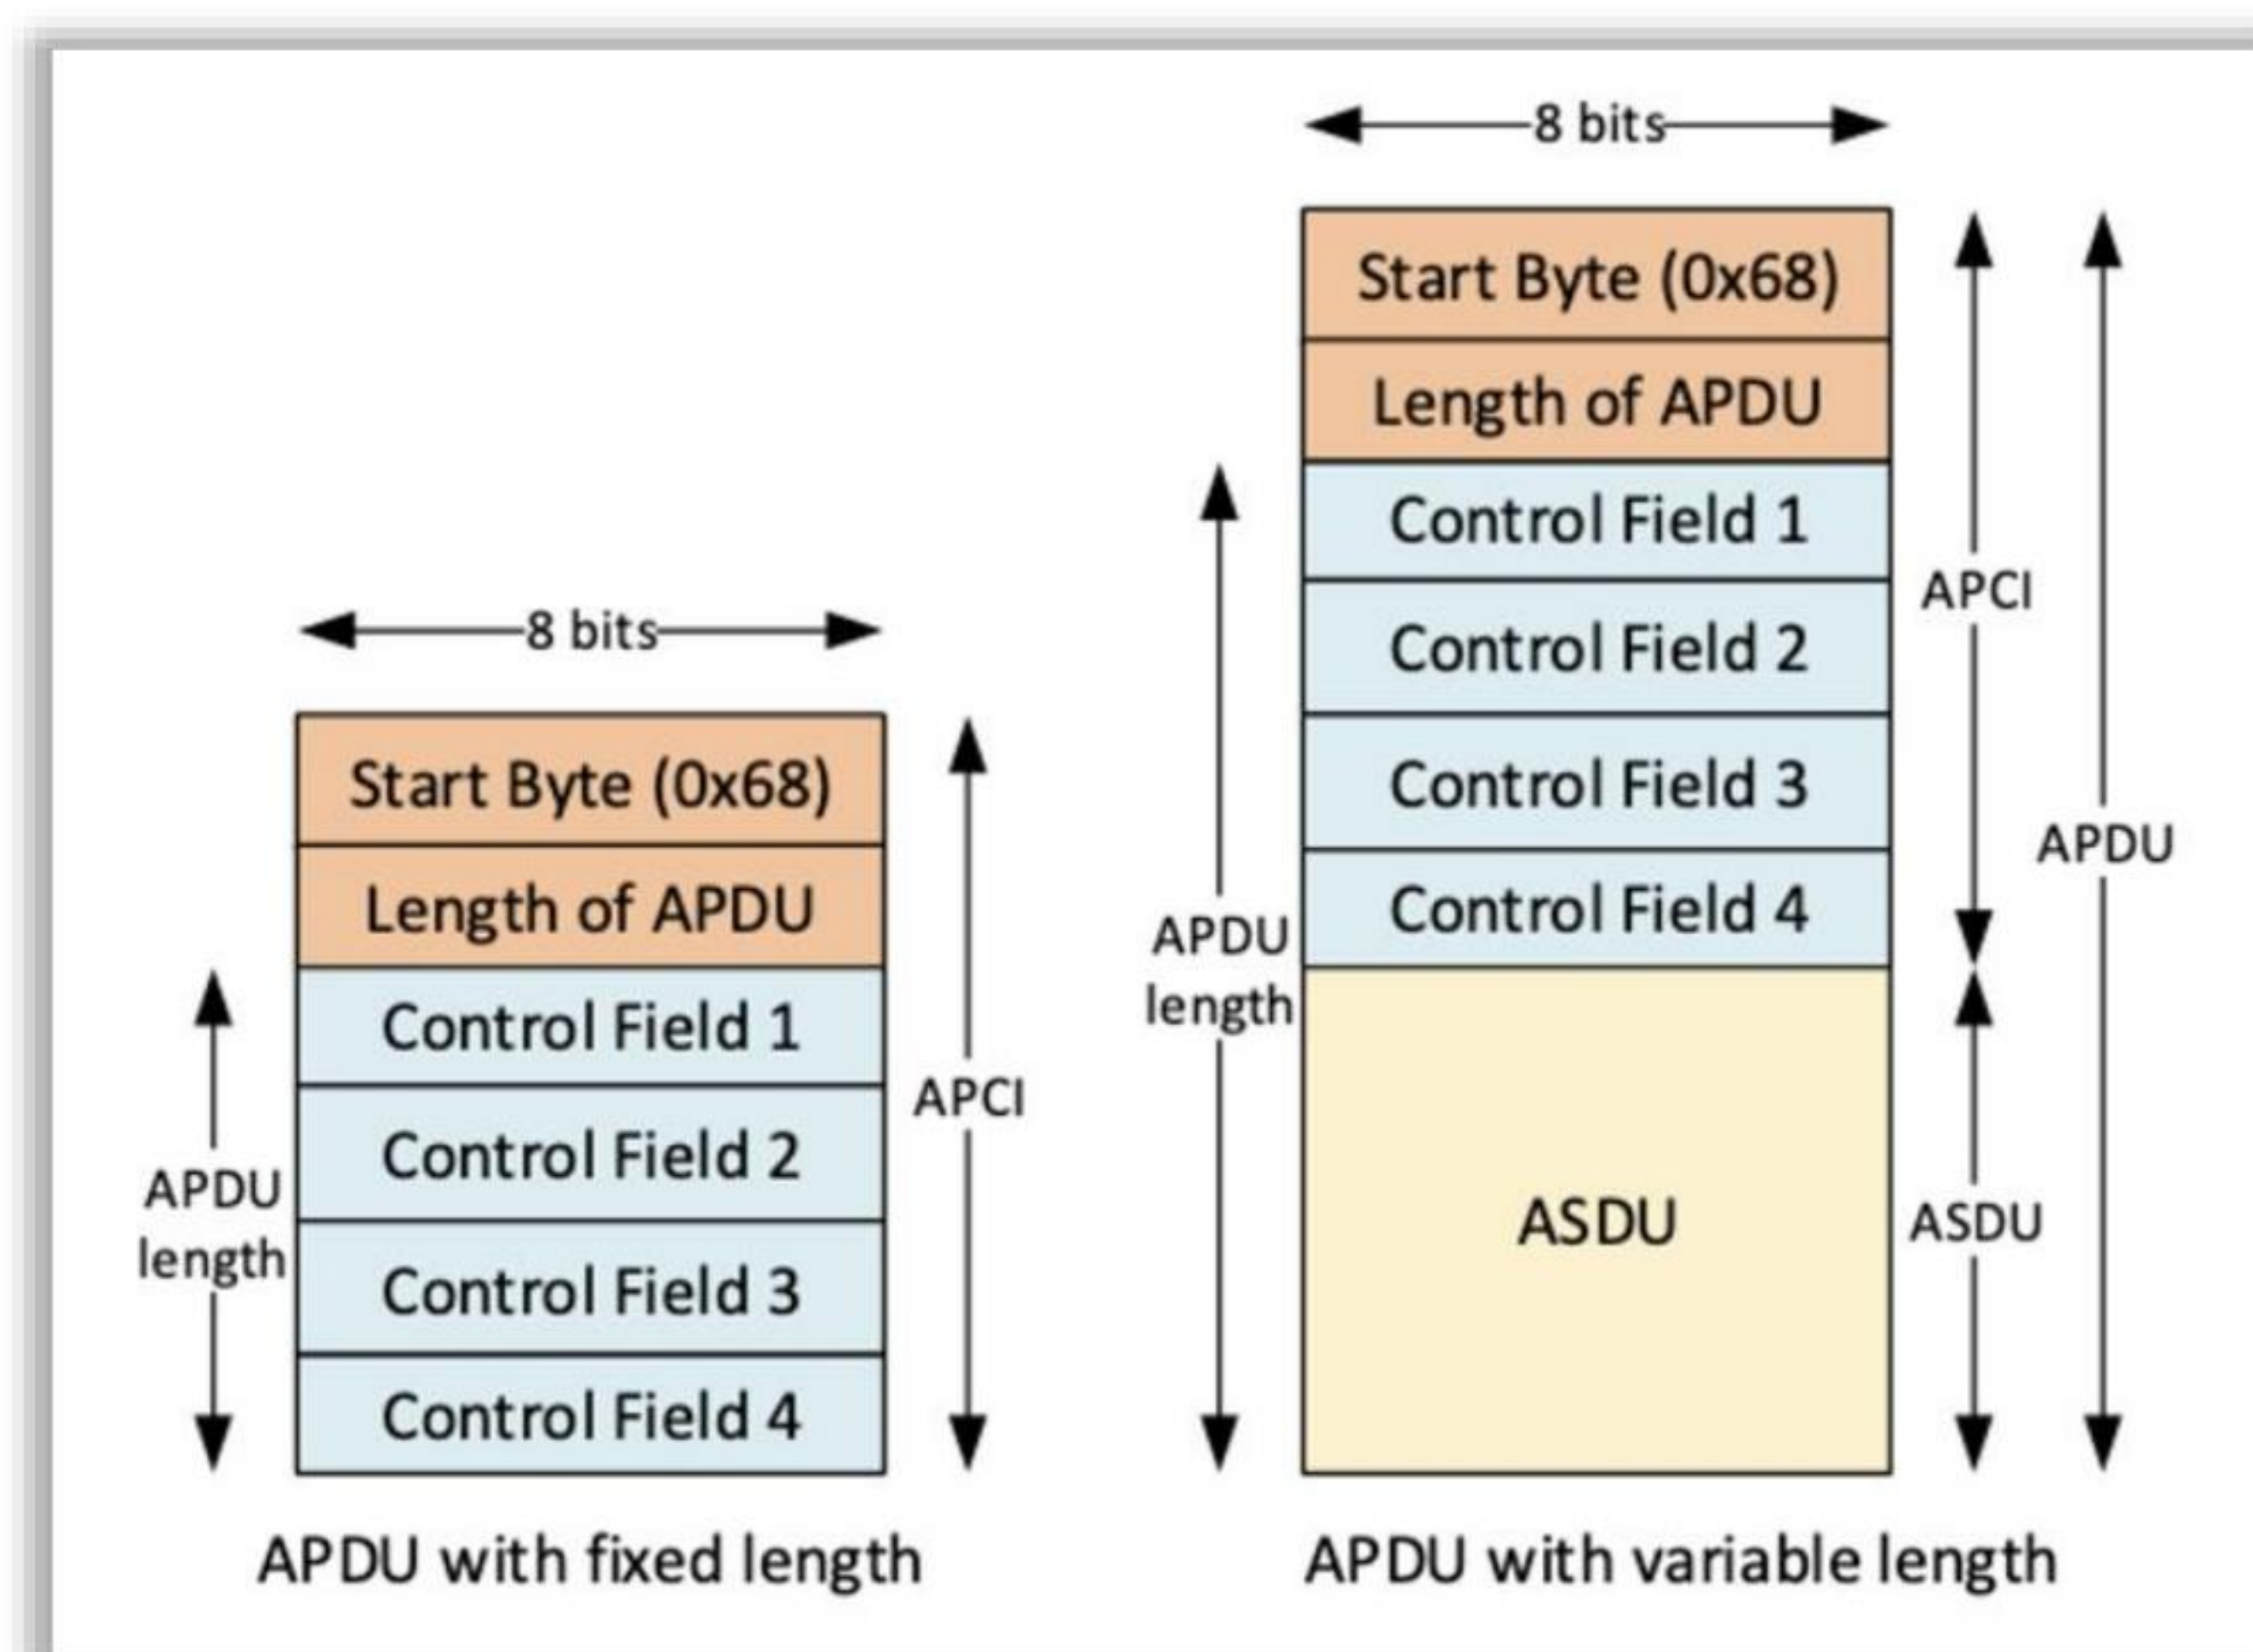 8 bits
Start Byte (0x68)
Length of APDU
Control Field 1
Control Field 2
Control Field 3
Control Field 4
APDU
length
APCI
APDU with fixed length
8 bits
Start Byte (0x68)
Length of APDU
Control Field 1
Control Field 2
Control Field 3
Control Field 4
ASDU
APDU
length
APCI
ASDU
APDU
APDU with variable length